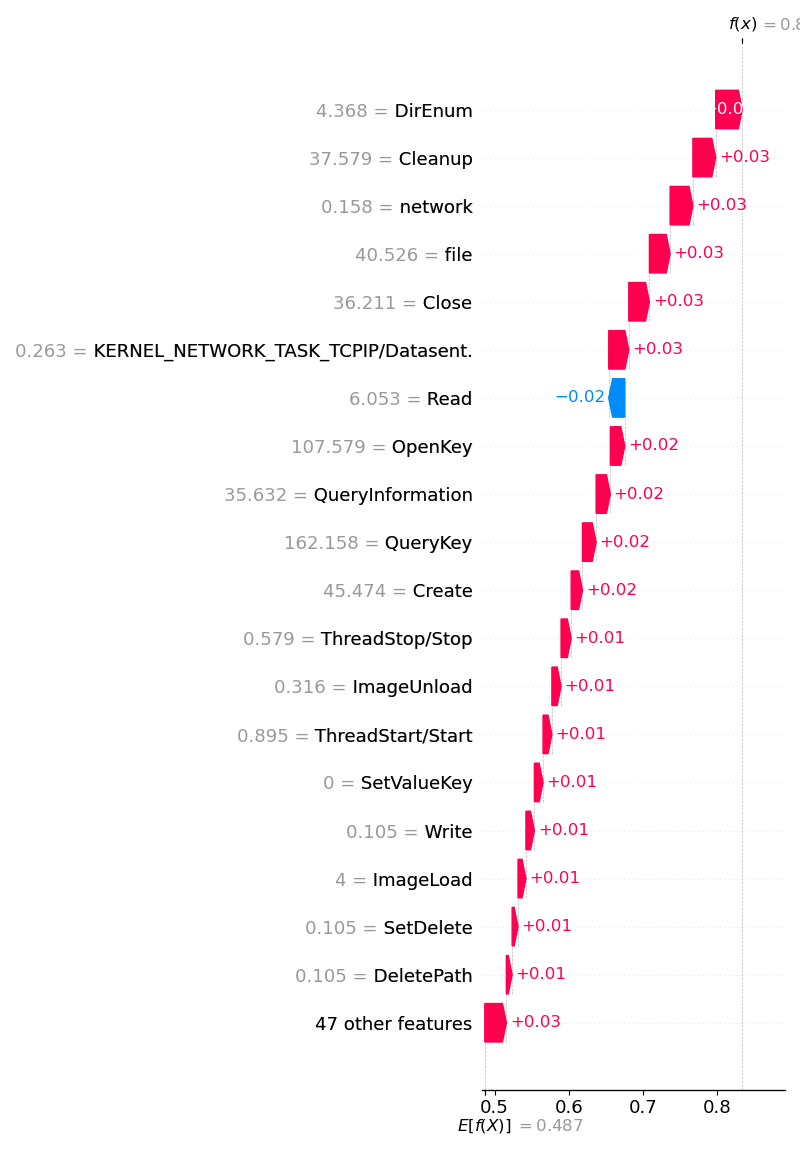 f(x) = 0.8
4.368 = DirEnum
0.0
37.579 = Cleanup +0.03
0.158 = network +0.03
40.526 = file +0.03
36.211 = Close +0.03
0.263 = KERNEL_NETWORK_TASK_TCPIP/Datasent. +0.03
6.053 = Read −0.02
107.579 = OpenKey +0.02
35.632 = QueryInformation +0.02
162.158 = QueryKey +0.02
45.474 = Create +0.02
0.579 = ThreadStop/Stop +0.01
0.316 = ImageUnload +0.01
0.895 = ThreadStart/Start +0.01
0 = SetValueKey +0.01
0.105 = Write +0.01
4 = ImageLoad +0.01
0.105 = SetDelete +0.01
0.105 = DeletePath +0.01
47 other features +0.03
0.5 0.6 0.7 0.8
E[f(X)] = 0.487